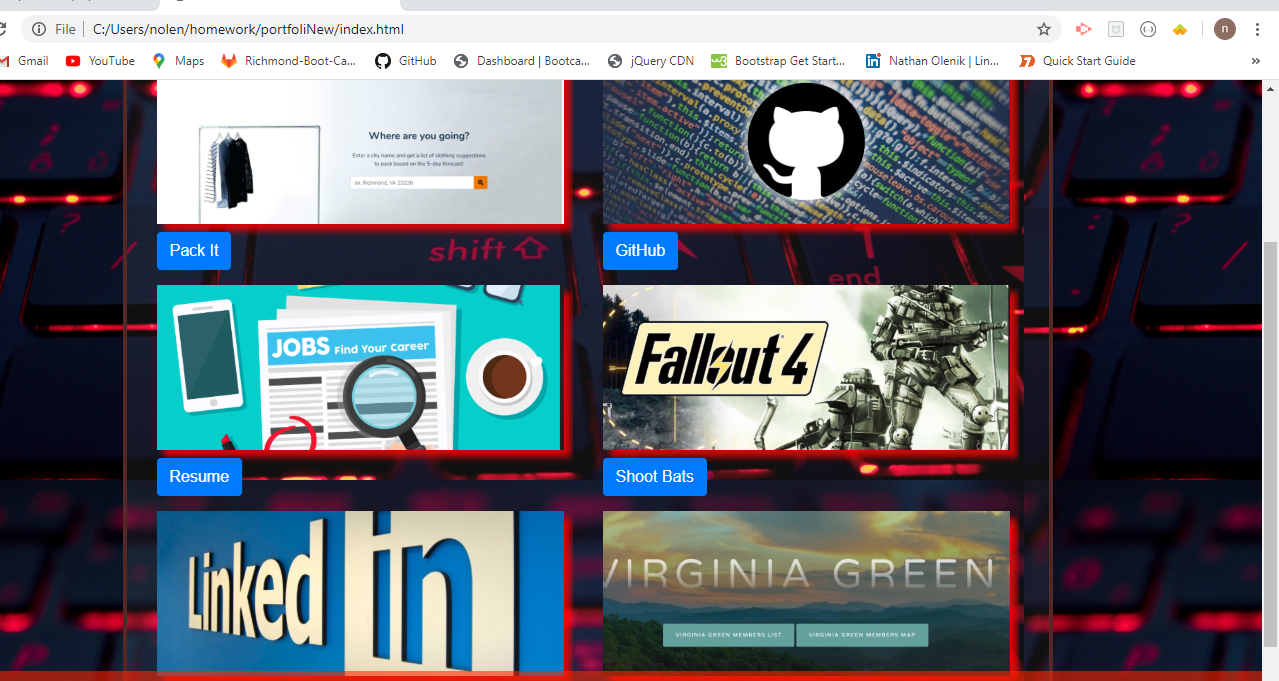 File C:/Users/nolen/homework/portfoliNew/index.html n
Gmail YouTube Maps Richmond-Boot-Ca... GitHub Dashboard | Bootca... jQuery CDN Bootstrap Get Start... Nathan Olenik | Lin... Quick Start Guide »
Where are you going?
Enter a city name and get a list of clothing suggestions
to pack based on the 5-day forecast!
ex. Richmond, VA 23226
Pack It
GitHub
shift
end
JOBS Find Your Career
Fallout 4
Resume
Shoot Bats
Linked in
VIRGINIA GREEN
VIRGINIA GREEN MEMBERS LIST VIRGINIA GREEN MEMBERS MAP